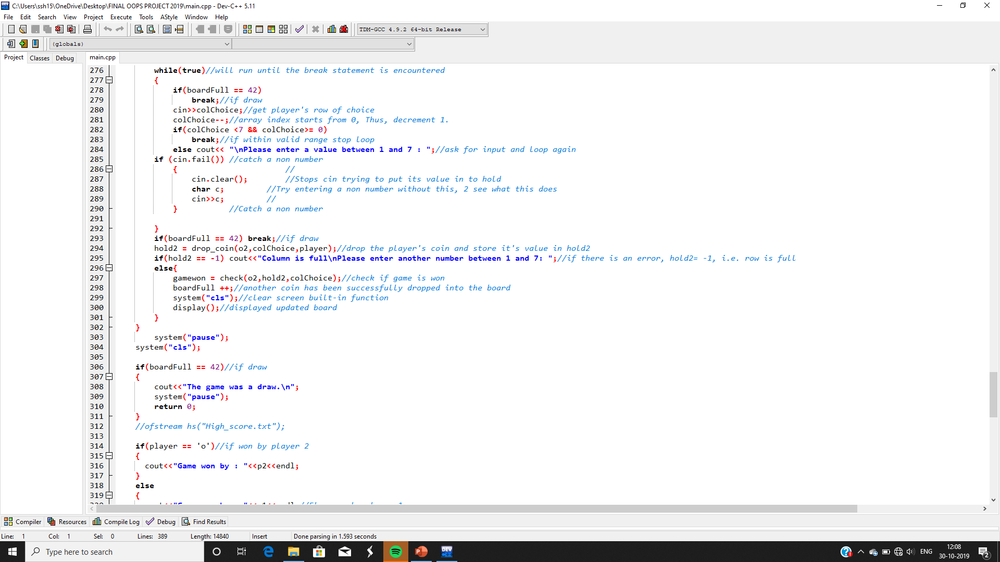 C:\Users\ssh15\OneDrive\Desktop\FINAL OOPS PROJECT 2019\main.cpp - Dev-C++ 5.11
File Edit Search View Project Execute Tools AStyle Window Help
TDM-GCC 4.9.2 64-bit Release
(globals)
Project Classes Debug main.cpp
276 while(true)//will run until the break statement is encountered
277 {
278 if(boardFull == 42)
279 break;//if draw
280 cin>>colChoice;//get player's row of choice
281 colChoice--;//array index starts from 0, Thus, decrement 1.
282 if(colChoice <7 && colChoice>= 0)
283 break;//if within valid range stop loop
284 else cout<< "\nPlease enter a value between 1 and 7 : ";//ask for input and loop again
285 if (cin.fail()) //catch a non number
286 { //
287 cin.clear(); //Stops cin trying to put its value in to hold
288 char c; //Try entering a non number without this, 2 see what this does
289 cin>>c; //
290 } //Catch a non number
291
292 }
293 if(boardFull == 42) break;//if draw
294 hold2 = drop_coin(o2,colChoice,player);//drop the player's coin and store it's value in hold2
295 if(hold2 == -1) cout<<"Column is full\nPlease enter another number between 1 and 7: ";//if there is an error, hold2= -1, i.e. row is full
296 else{
297 gamewon = check(o2,hold2,colChoice);//check if game is won
298 boardFull ++;//another coin has been successfully dropped into the board
299 system("cls");//clear screen built-in function
300 display();//displayed updated board
301 }
302 }
303 system("pause");
304 system("cls");
305
306 if(boardFull == 42)//if draw
307 {
308 cout<<"The game was a draw.\n";
309 system("pause");
310 return 0;
311 }
312 //ofstream hs("High_score.txt");
313
314 if(player == 'o')//if won by player 2
315 {
316 cout<<"Game won by : "<<p2<<endl;
317 }
318 else
319 {
Compiler Resources Compile Log Debug Find Results
Line: 1 Col: 1 Sel: 0 Lines: 389 Length: 14840 Insert Done parsing in 1.593 seconds
Type here to search
DEV C++
ENG
12:08
30-10-2019
2